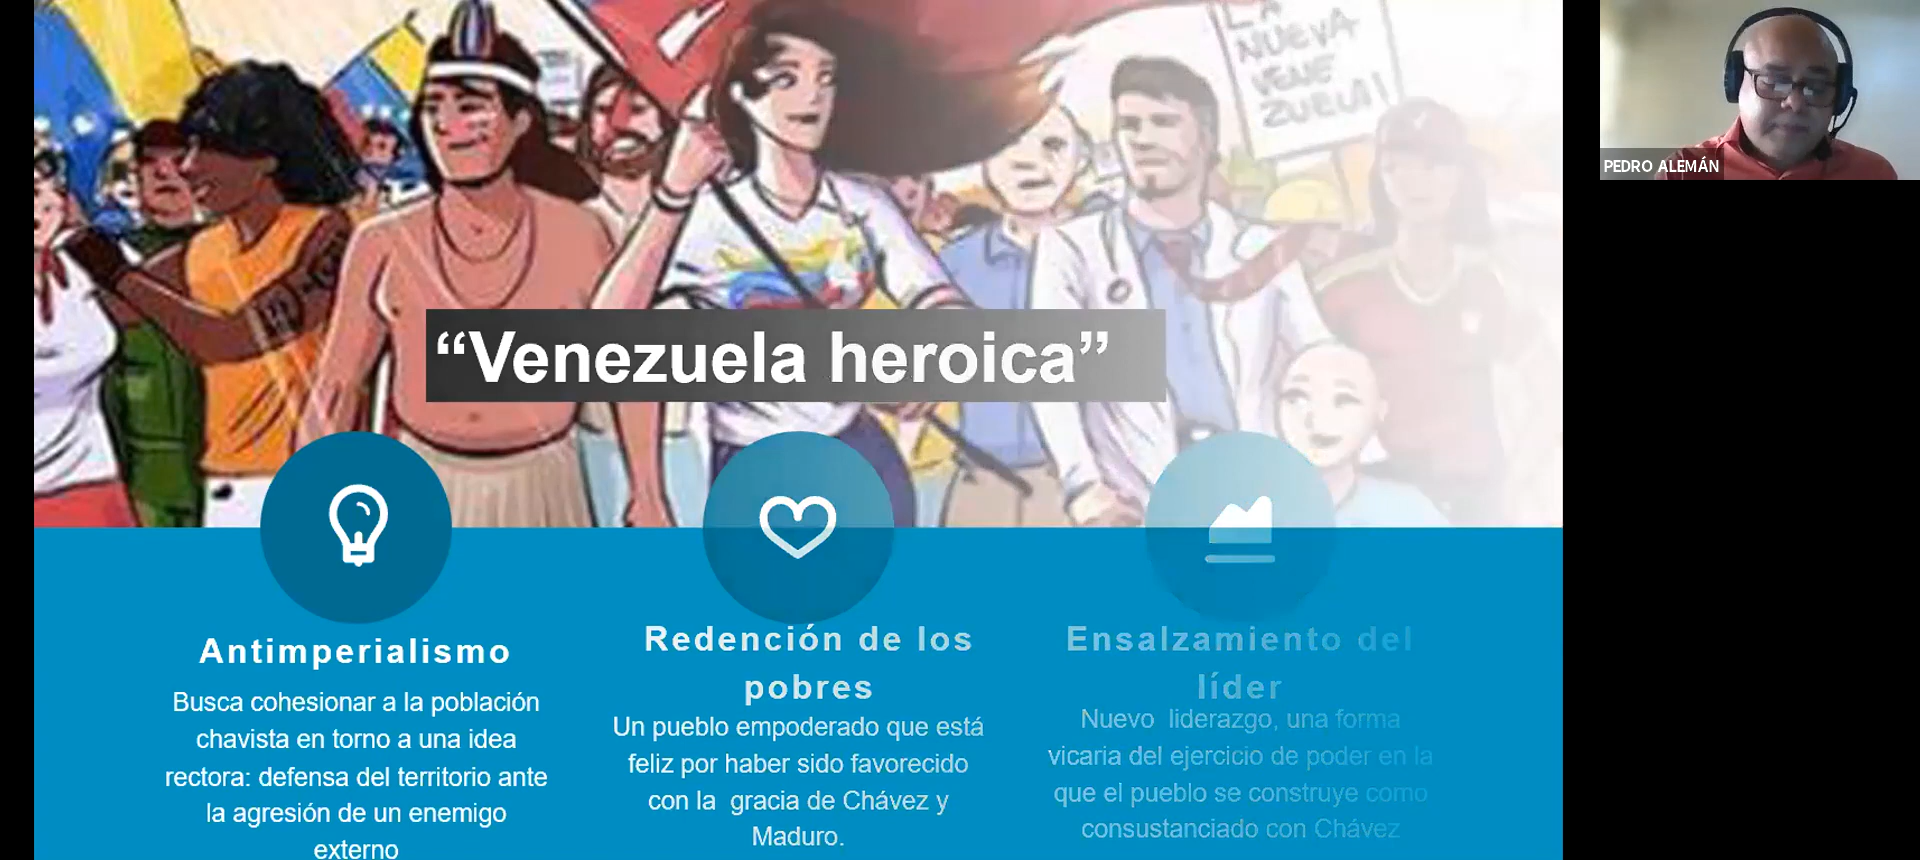 LA
NUEVA
VENE
ZUELA!
PEDRO ALEMÁN
“Venezuela heroica”
Antimperialismo
Busca cohesionar a la población
chavista en torno a una idea
rectora: defensa del territorio ante
la agresión de un enemigo
externo
Redención de los
pobres
Un pueblo empoderado que está
feliz por haber sido favorecido
con la  gracia de Chávez y
Maduro.
Ensalzamiento del
líder
Nuevo  liderazgo, una forma
vicaria del ejercicio de poder en la
que el pueblo se construye como
consustanciado con Chávez